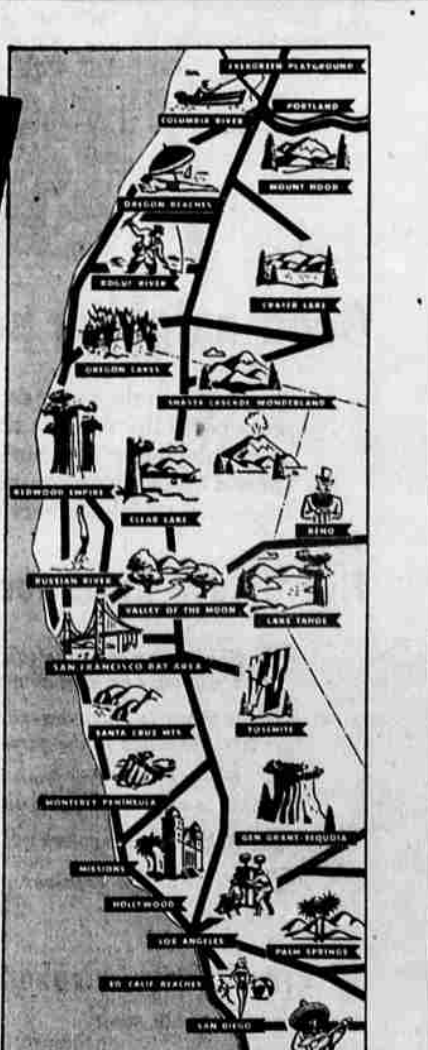 EVERGREEN PLAYGROUND
PORTLAND
COLUMBIA RIVER
MOUNT HOOD
OREGON BEACHES
ROGUE RIVER
CRATER LAKE
OREGON CAVES
SHASTA CASCADE WONDERLAND
REDWOOD EMPIRE
CLEAR LAKE
RENO
RUSSIAN RIVER
VALLEY OF THE MOON
LAKE TAHOE
SAN FRANCISCO BAY AREA
SANTA CRUZ MTS
YOSEMITE
MONTEREY PENINSULA
GEN GRANT-SEQUOIA
MISSIONS
HOLLYWOOD
LOS ANGELES
PALM SPRINGS
SO CALIF BEACHES
SAN DIEGO